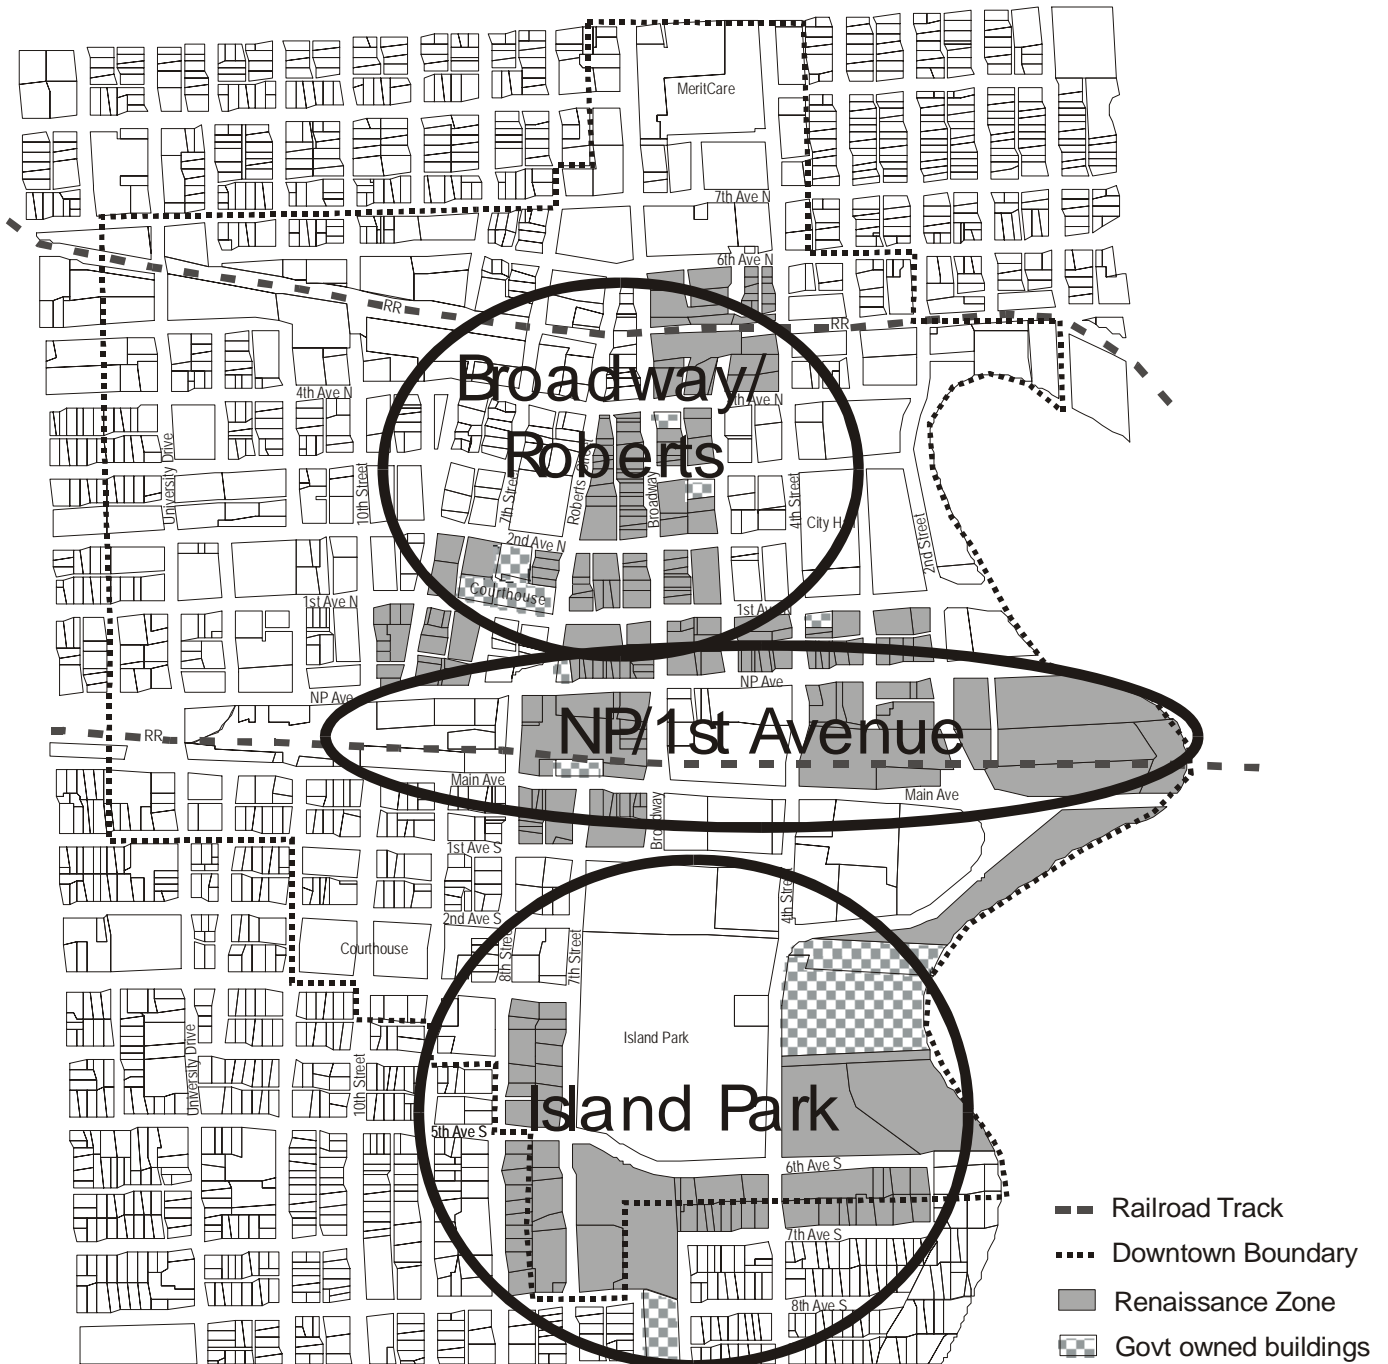 MeritCare
7th Ave N
6th Ave N
RR
RR
Broadway/
Roberts
4th Ave N
University Drive
10th Street
7th Street
Broadway
4th Street
City Hall
2nd Street
2nd Ave N
Courthouse
1st Ave N
1st Ave N
NP Ave
NP Ave
NP/1st Avenue
RR
Main Ave
Main Ave
Broadway
1st Ave S
2nd Ave S
4th Street
Courthouse
8th Street
7th Street
Island Park
University Drive
10th Street
Island Park
5th Ave S
6th Ave S
7th Ave S
8th Ave S
Railroad Track
Downtown Boundary
Renaissance Zone
Govt owned buildings